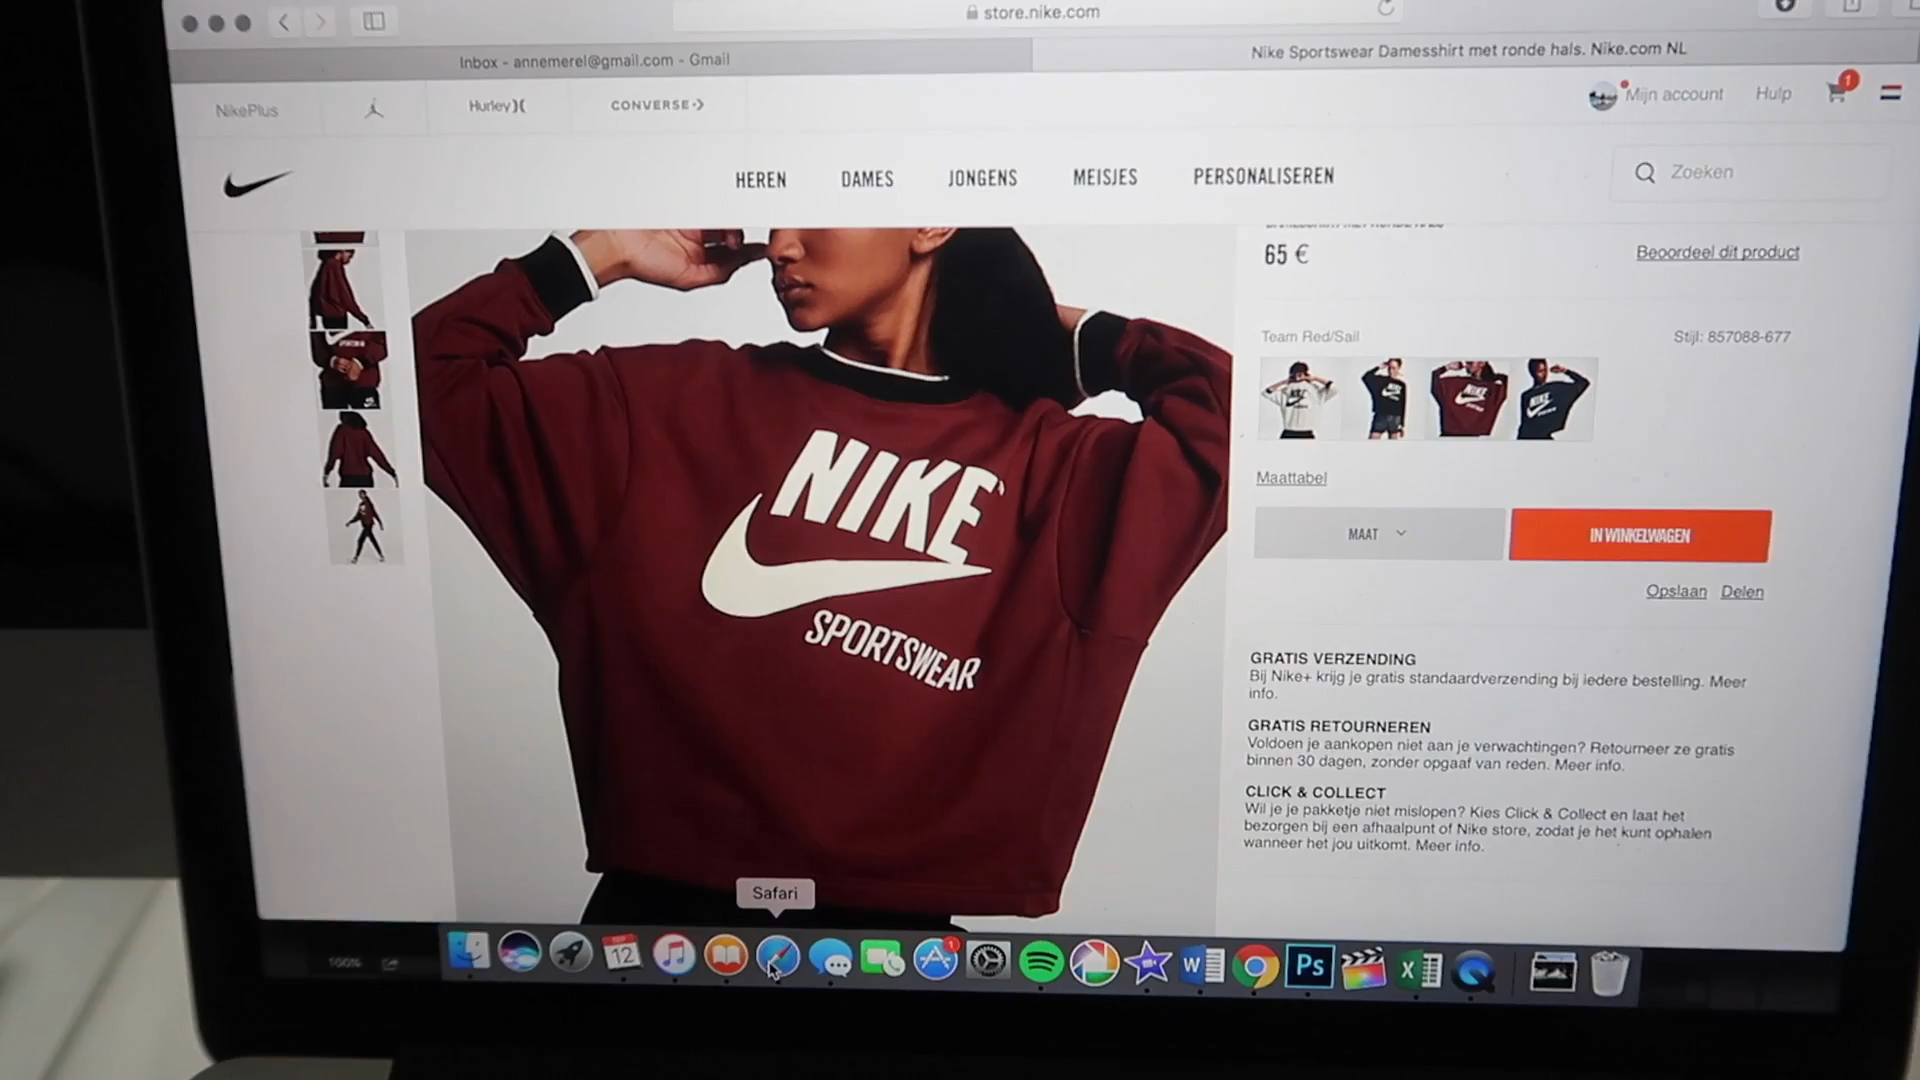 store.nike.com
Inbox - annemerel@gmail.com - Gmail
Nike Sportswear Damesshirt met ronde hals. Nike.com NL
NikePlus
Hurley
CONVERSE
Mijn account
Hulp
1
HEREN
DAMES
JONGENS
MEISJES
PERSONALISEREN
Zoeken
65 €
Beoordeel dit product
Team Red/Sail
Stijl: 857088-677
Maattabel
MAAT
IN WINKELWAGEN
Opslaan
Delen
GRATIS VERZENDING
Bij Nike+ krijg je gratis standaardverzending bij iedere bestelling. Meer
info.
GRATIS RETOURNEREN
Voldoen je aankopen niet aan je verwachtingen? Retourneer ze gratis
binnen 30 dagen, zonder opgaaf van reden. Meer info.
CLICK & COLLECT
Wil je je pakketje niet mislopen? Kies Click & Collect en laat het
bezorgen bij een afhaalpunt of Nike store, zodat je het kunt ophalen
wanneer het jou uitkomt. Meer info.
NIKE
SPORTSWEAR
Safari
100%
12
1
W
Ps
X